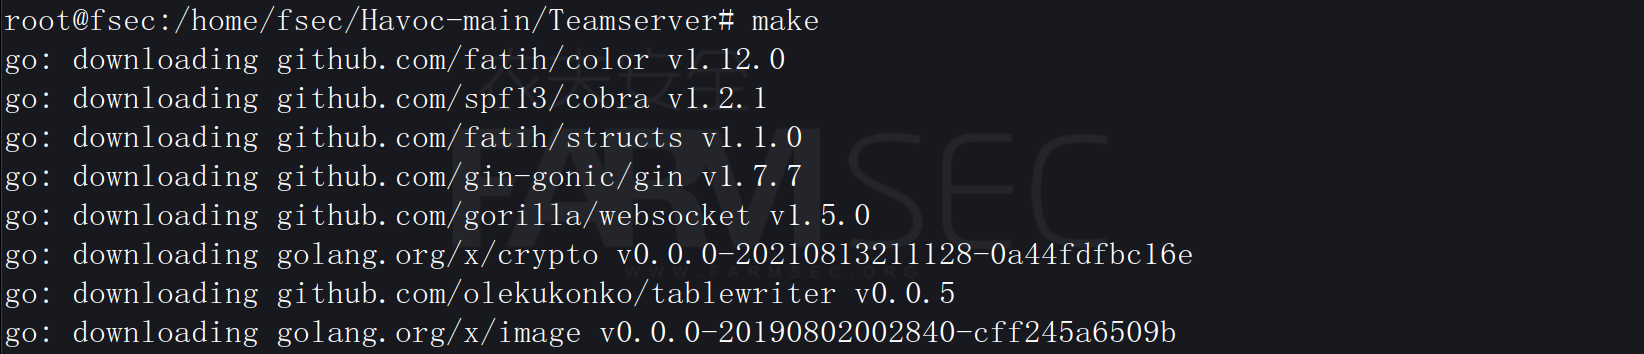 root@fsec:/home/fsec/Havoc-main/Teamserver# make
go: downloading github.com/fatih/color v1.12.0
go: downloading github.com/spf13/cobra v1.2.1
go: downloading github.com/fatih/structs v1.1.0
go: downloading github.com/gin-gonic/gin v1.7.7
go: downloading github.com/gorilla/websocket v1.5.0
go: downloading golang.org/x/crypto v0.0.0-20210813211128-0a44fdfbc16e
go: downloading github.com/olekukonko/tablewriter v0.0.5
go: downloading golang.org/x/image v0.0.0-20190802002840-cff245a6509b
农夫安全
FARMSEC
WWW.FARMSEC.ORG